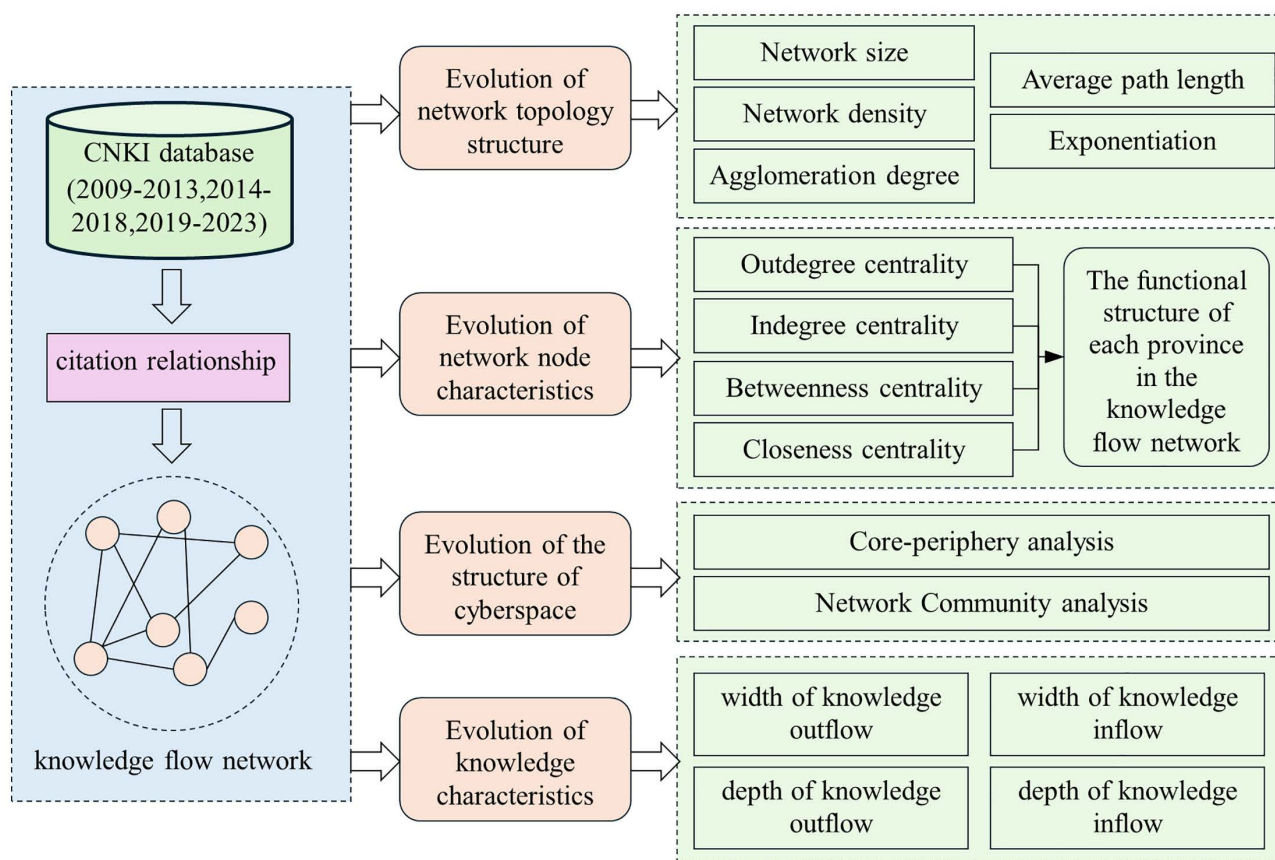 CNKI database
(2009-2013,2014-
2018,2019-2023)
citation relationship
knowledge flow network
Evolution of
network topology
structure
Network size
Network density
Agglomeration degree
Average path length
Exponentiation
Evolution of
network node
characteristics
Outdegree centrality
Indegree centrality
Betweenness centrality
Closeness centrality
The functional
structure of
each province
in the
knowledge
flow network
Evolution of the
structure of
cyberspace
Core-periphery analysis
Network Community analysis
Evolution of
knowledge
characteristics
width of knowledge
outflow
width of knowledge
inflow
depth of knowledge
outflow
depth of knowledge
inflow